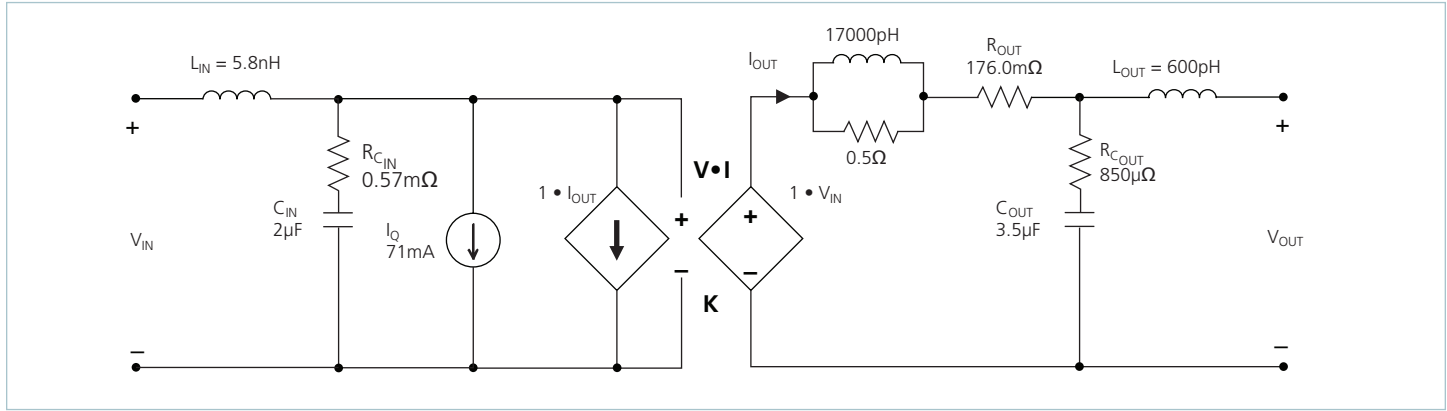 L_IN = 5.8nH
+
R_C_IN
0.57mΩ
C_IN
2µF
V_IN
I_Q
71mA
1 • I_OUT
+
–
V•I
K
+
–
1 • V_IN
I_OUT
17000pH
0.5Ω
R_OUT
176.0mΩ
L_OUT = 600pH
R_C_OUT
850µΩ
C_OUT
3.5µF
+
V_OUT
–
–